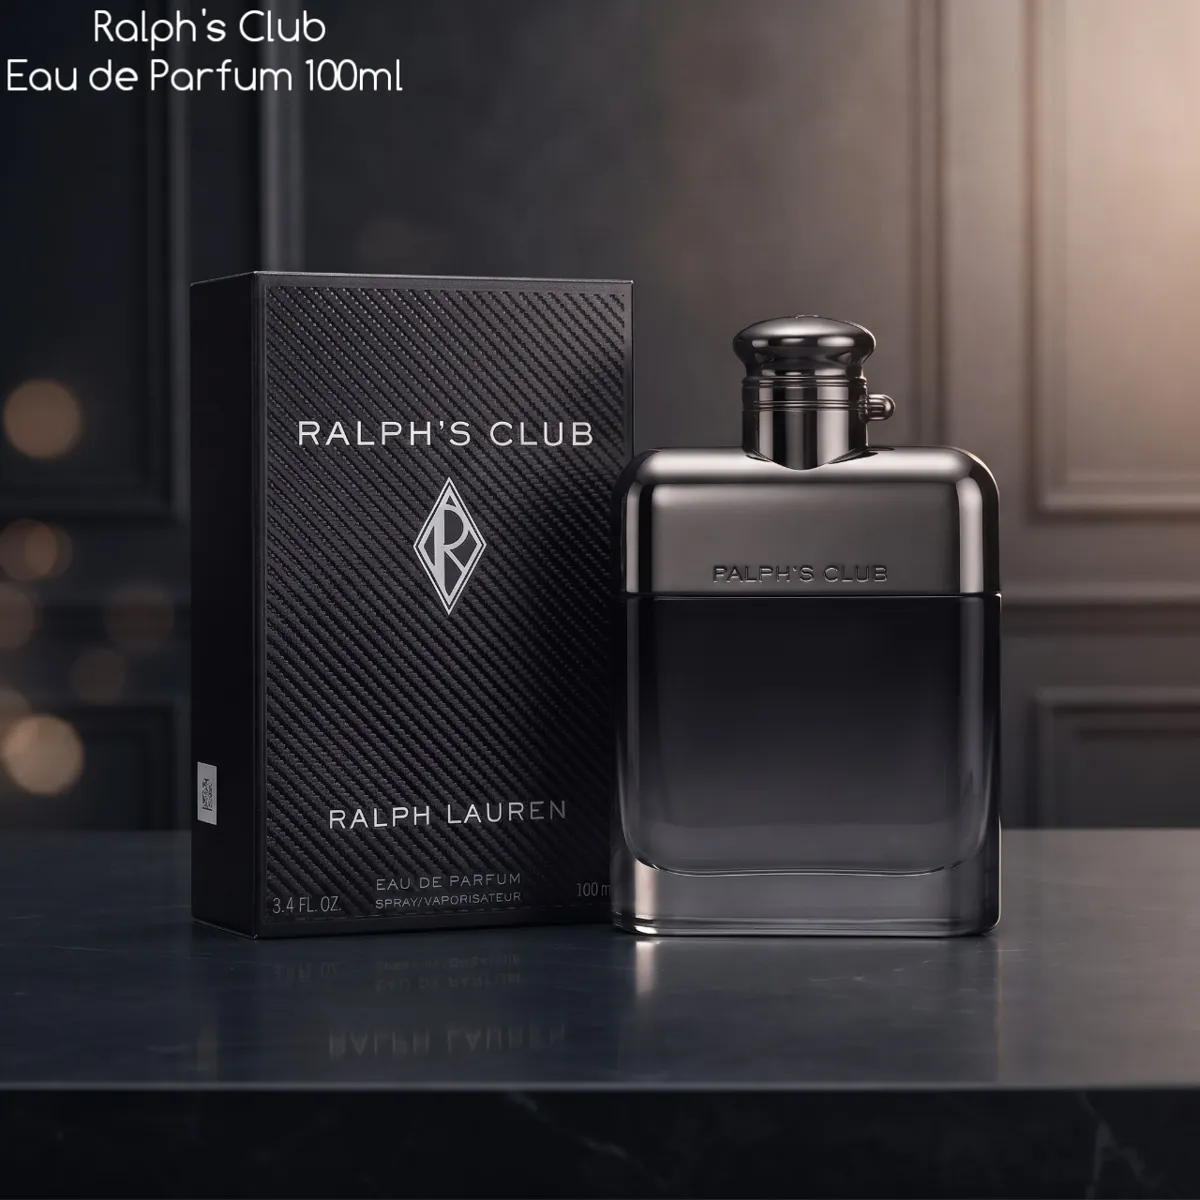 Ralph's Club
Eau de Parfum 100ml
RALPH'S CLUB
R
RALPH LAUREN
EAU DE PARFUM
SPRAY/VAPORISATEUR
3.4 FL. OZ.
100 m
RALPH'S CLUB